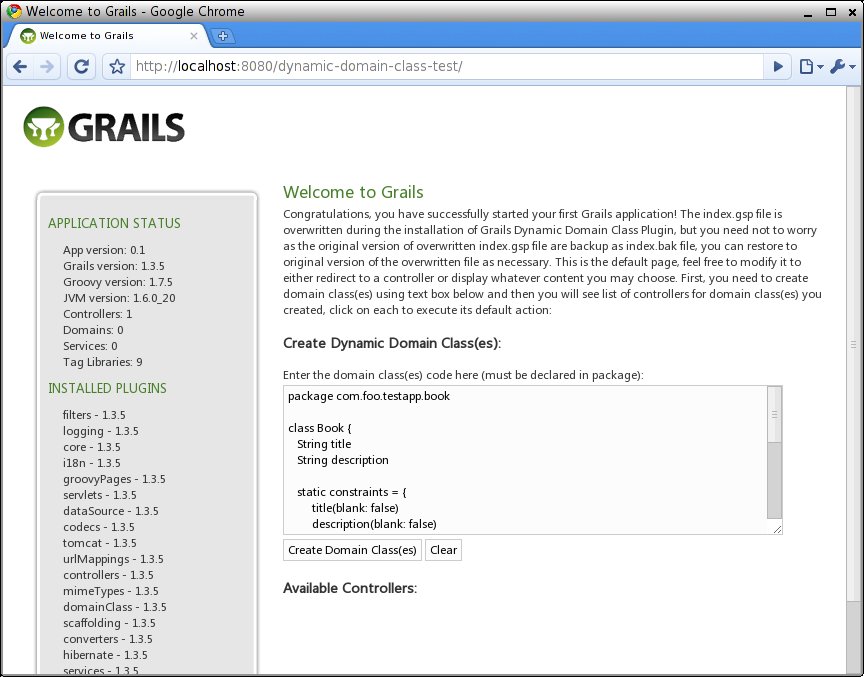 Welcome to Grails - Google Chrome
Welcome to Grails
http://localhost:8080/dynamic-domain-class-test/
GRAILS
APPLICATION STATUS
App version: 0.1
Grails version: 1.3.5
Groovy version: 1.7.5
JVM version: 1.6.0_20
Controllers: 1
Domains: 0
Services: 0
Tag Libraries: 9
INSTALLED PLUGINS
filters - 1.3.5
logging - 1.3.5
core - 1.3.5
i18n - 1.3.5
groovyPages - 1.3.5
servlets - 1.3.5
dataSource - 1.3.5
codecs - 1.3.5
tomcat - 1.3.5
urlMappings - 1.3.5
controllers - 1.3.5
mimeTypes - 1.3.5
domainClass - 1.3.5
scaffolding - 1.3.5
converters - 1.3.5
hibernate - 1.3.5
services - 1.3.5
Welcome to Grails
Congratulations, you have successfully started your first Grails application! The index.gsp file is
overwritten during the installation of Grails Dynamic Domain Class Plugin, but you need not to worry
as the original version of overwritten index.gsp file are backup as index.bak file, you can restore to
original version of the overwritten file as necessary. This is the default page, feel free to modify it to
either redirect to a controller or display whatever content you may choose. First, you need to create
domain class(es) using text box below and then you will see list of controllers for domain class(es) you
created, click on each to execute its default action:
Create Dynamic Domain Class(es):
Enter the domain class(es) code here (must be declared in package):
package com.foo.testapp.book
class Book {
String title
String description
static constraints = {
title(blank: false)
description(blank: false)
Create Domain Class(es) Clear
Available Controllers: